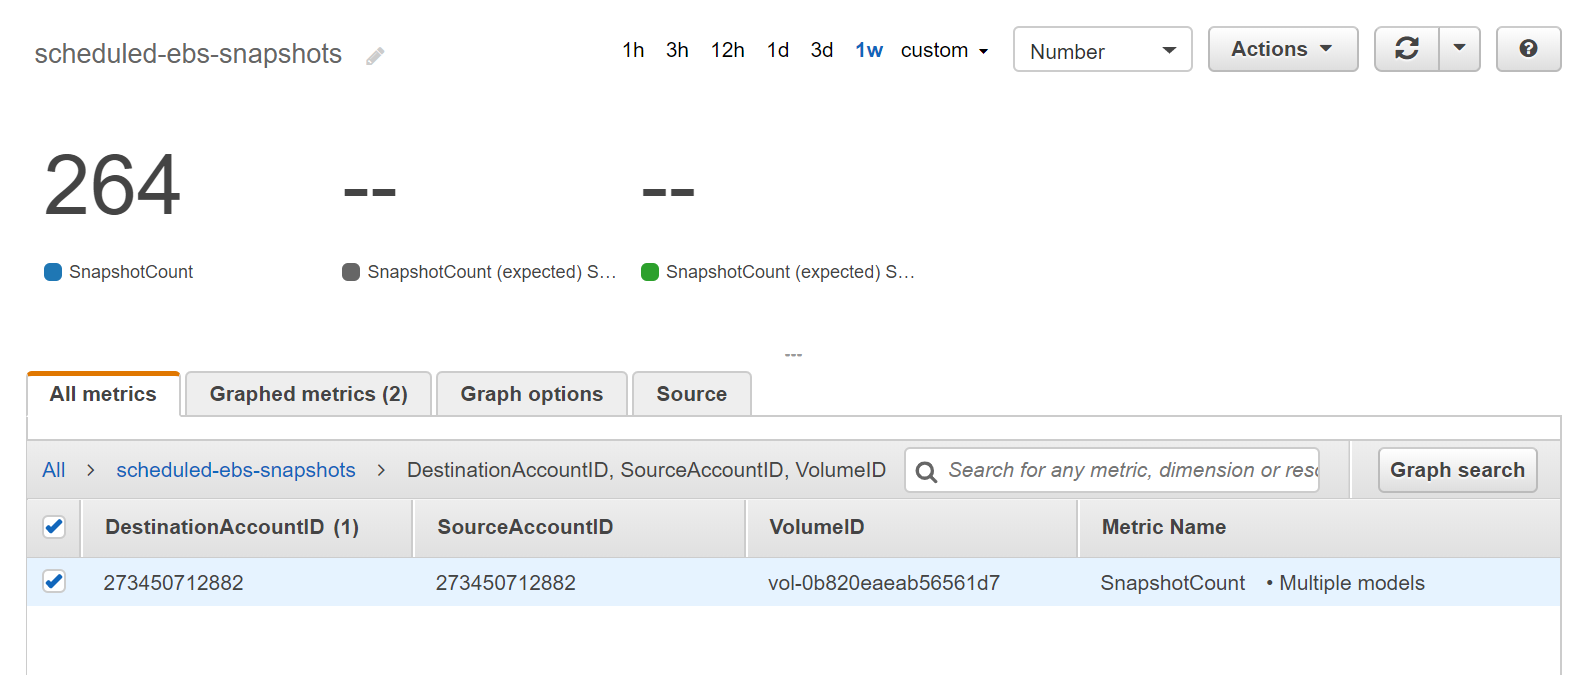 scheduled-ebs-snapshots
1h 3h 12h 1d 3d 1w custom
Number
Actions
?
264 -- --
SnapshotCount SnapshotCount (expected) S… SnapshotCount (expected) S…
All metrics Graphed metrics (2) Graph options Source
All > scheduled-ebs-snapshots > DestinationAccountID, SourceAccountID, VolumeID Search for any metric, dimension or reso Graph search
DestinationAccountID (1) SourceAccountID VolumeID Metric Name
273450712882 273450712882 vol-0b820eaeab56561d7 SnapshotCount • Multiple models